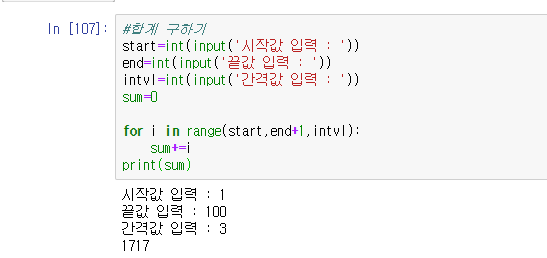 In [107]:
#합계 구하기
start=int(input('시작값 입력 : '))
end=int(input('끝값 입력 : '))
intvl=int(input('간격값 입력 : '))
sum=0
for i in range(start,end+1,intvl):
    sum+=i
print(sum)
시작값 입력 : 1
끝값 입력 : 100
간격값 입력 : 3
1717